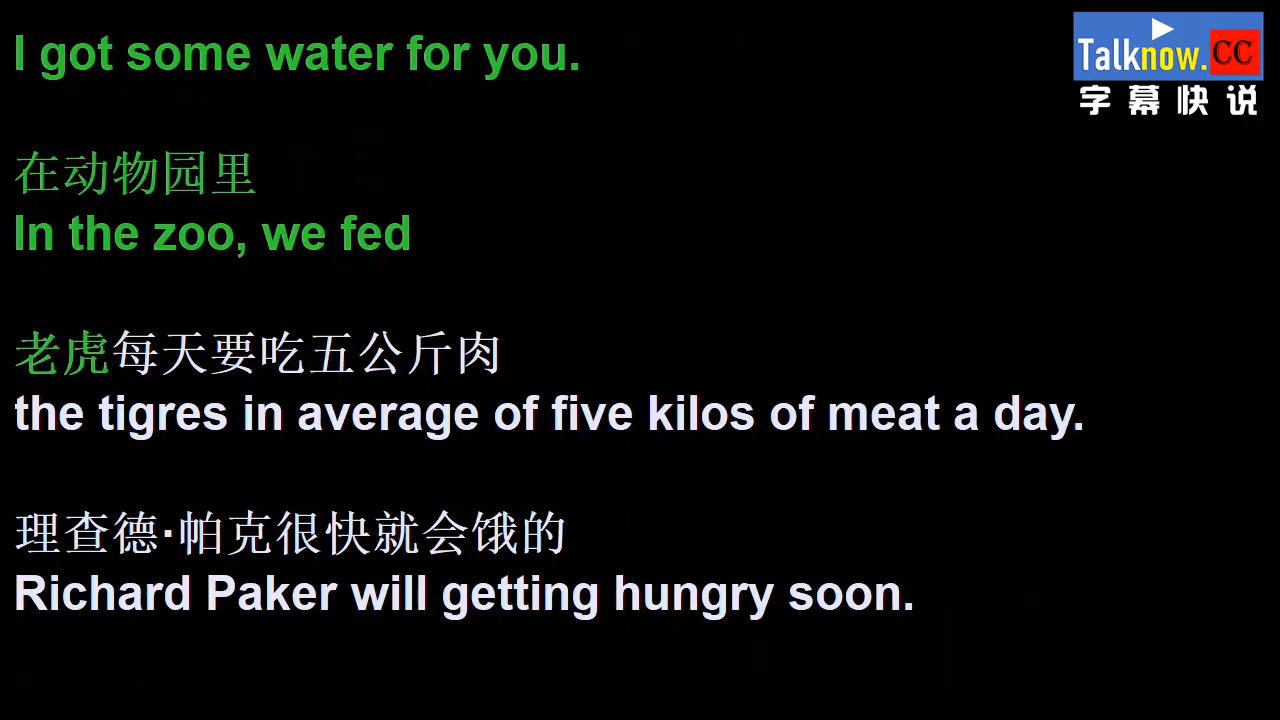 I got some water for you.
Talknow.CC
字幕快说
在动物园里
In the zoo, we fed
老虎每天要吃五公斤肉
the tigres in average of five kilos of meat a day.
理查德·帕克很快就会饿的
Richard Paker will getting hungry soon.